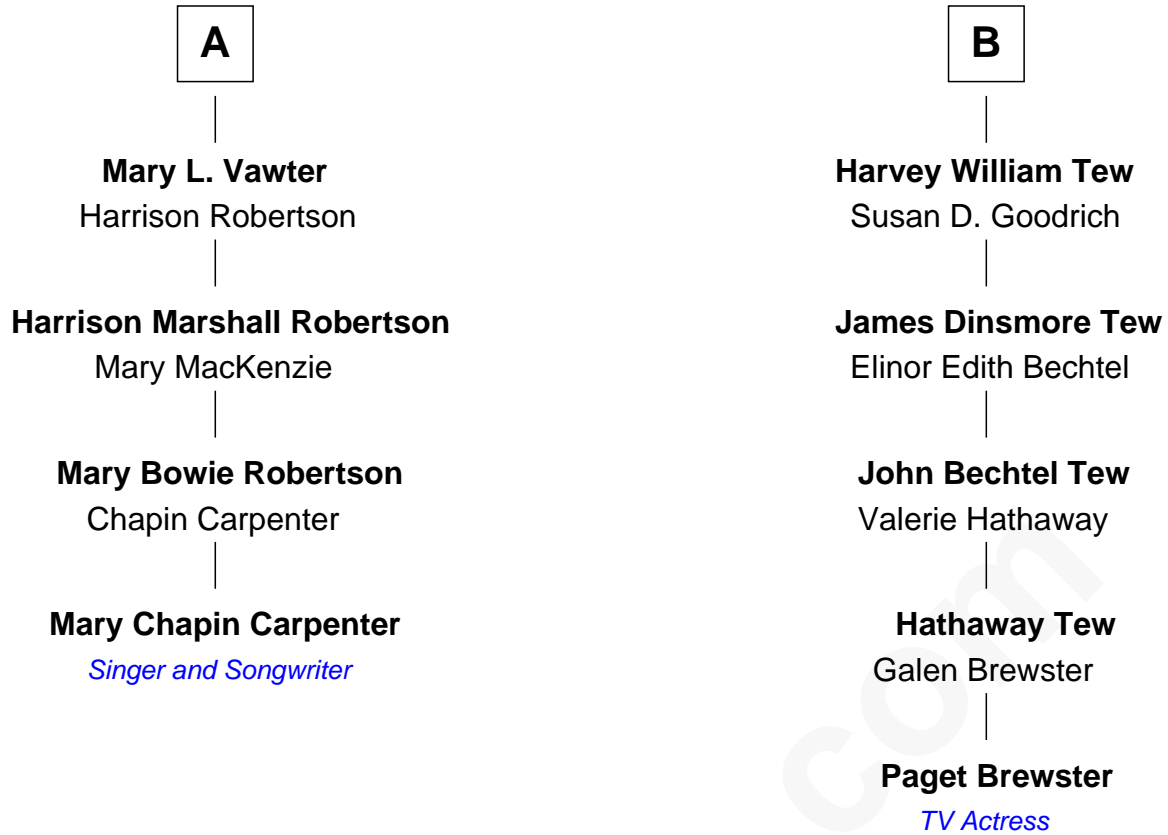 A
Mary L. Vawter
Harrison Robertson
Harrison Marshall Robertson
Mary MacKenzie
Mary Bowie Robertson
Chapin Carpenter
Mary Chapin Carpenter
Singer and Songwriter
B
Harvey William Tew
Susan D. Goodrich
James Dinsmore Tew
Elinor Edith Bechtel
John Bechtel Tew
Valerie Hathaway
Hathaway Tew
Galen Brewster
Paget Brewster
TV Actress
com